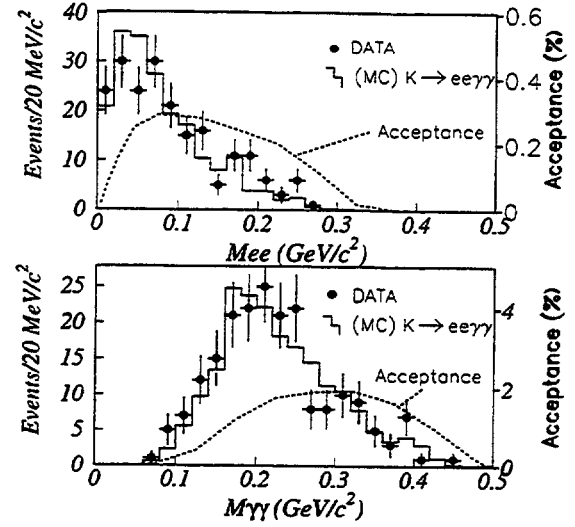 40
30
20
10
0
Events/20 MeV/c²
DATA
(MC) K→eeγγ
Acceptance
0.6
0.4
0.2
0
Acceptance (%)
0 0.1 0.2 0.3 0.4 0.5
Mee (GeV/c²)
25
20
15
10
5
0
Events/20 MeV/c²
DATA
(MC) K→eeγγ
Acceptance
4
2
0
Acceptance (%)
0 0.1 0.2 0.3 0.4 0.5
Mγγ (GeV/c²)